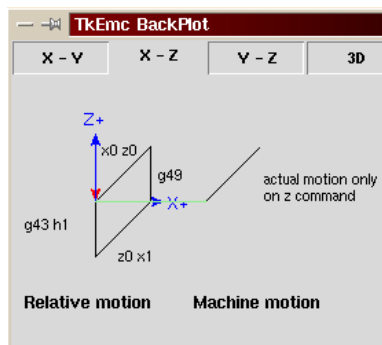 TkEmc BackPlot
X - Y
X - Z
Y - Z
3D
Z+
x0 z0
g49
actual motion only
on z command
X+
g43 h1
z0 x1
Relative motion
Machine motion